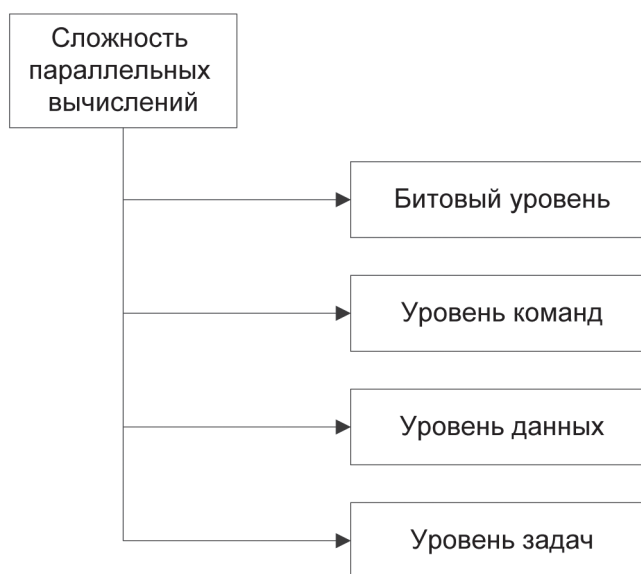 Сложность
параллельных
вычислений
Битовый уровень
Уровень команд
Уровень данных
Уровень задач